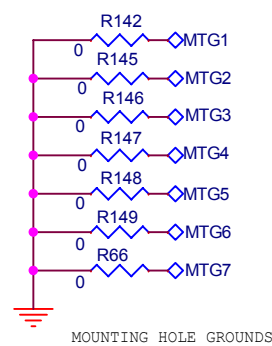 R142
0
MTG1
R145
0
MTG2
R146
0
MTG3
R147
0
MTG4
R148
0
MTG5
R149
0
MTG6
R66
0
MTG7
MOUNTING HOLE GROUNDS